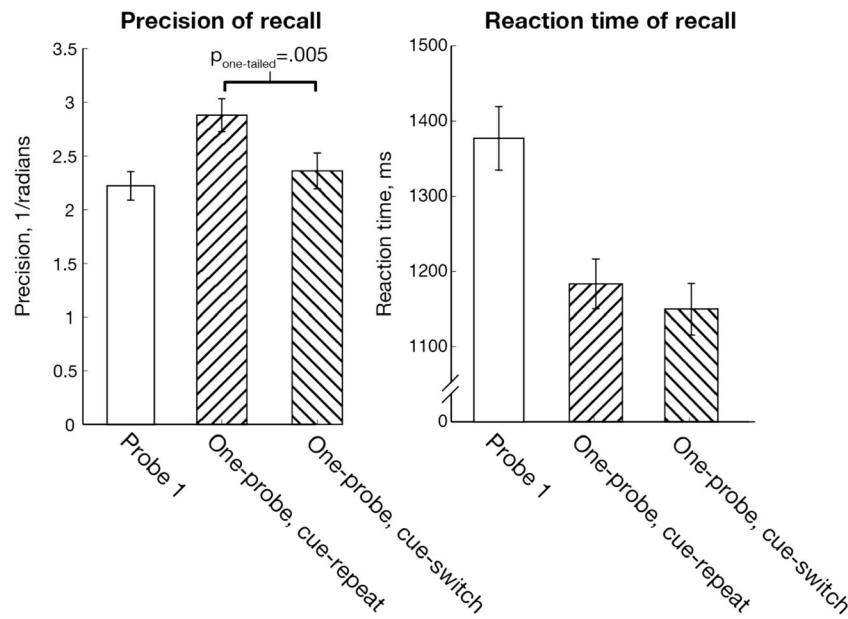 Precision of recall
3.5
3
2.5
2
1.5
1
0.5
0
Precision, 1/radians
pone-tailed=.005
Probe 1
One-probe, cue-repeat
One-probe, cue-switch
Reaction time of recall
1500
1400
1300
1200
1100
0
Reaction time, ms
Probe 1
One-probe, cue-repeat
One-probe, cue-switch